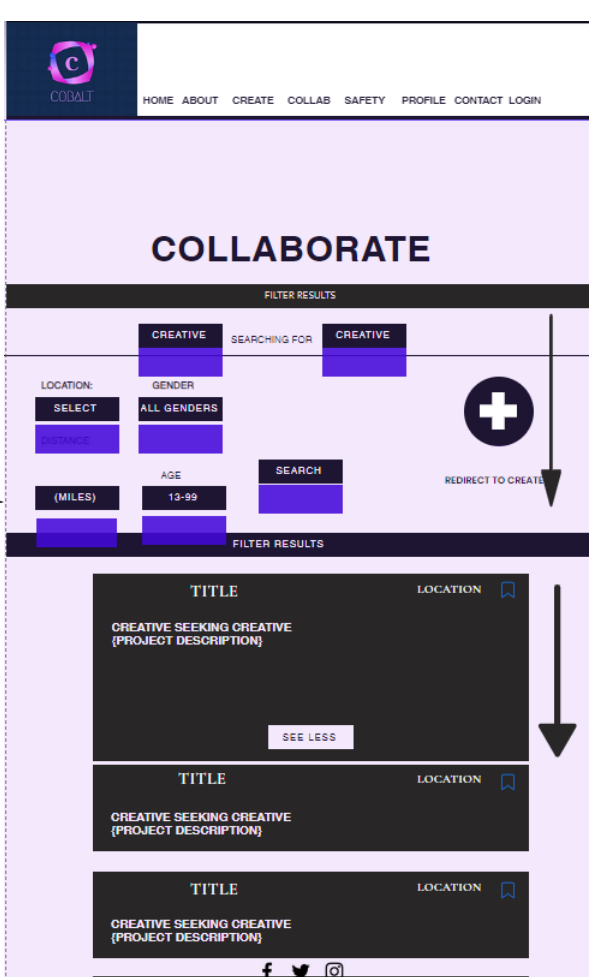 C
COBALT
HOME ABOUT CREATE COLLAB SAFETY PROFILE CONTACT LOGIN
COLLABORATE
FILTER RESULTS
CREATIVE SEARCHING FOR CREATIVE
LOCATION: GENDER
SELECT ALL GENDERS
DISTANCE
AGE SEARCH
REDIRECT TO CREATE
(MILES) 13-99
FILTER RESULTS
TITLE LOCATION
CREATIVE SEEKING CREATIVE
{PROJECT DESCRIPTION}
SEE LESS
TITLE LOCATION
CREATIVE SEEKING CREATIVE
{PROJECT DESCRIPTION}
TITLE LOCATION
CREATIVE SEEKING CREATIVE
{PROJECT DESCRIPTION}